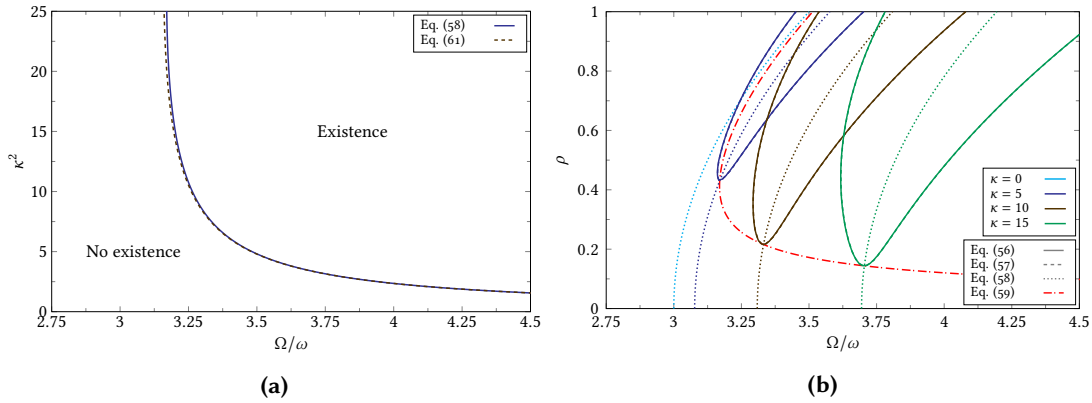 25
20
15
10
5
0
κ²
Eq. (58)
Eq. (61)
Existence
No existence
2.75 3 3.25 3.5 3.75 4 4.25 4.5
Ω/ω
(a)
1
0.8
0.6
0.4
0.2
0
ρ
κ = 0
κ = 5
κ = 10
κ = 15
Eq. (56)
Eq. (57)
Eq. (58)
Eq. (59)
2.75 3 3.25 3.5 3.75 4 4.25 4.5
Ω/ω
(b)